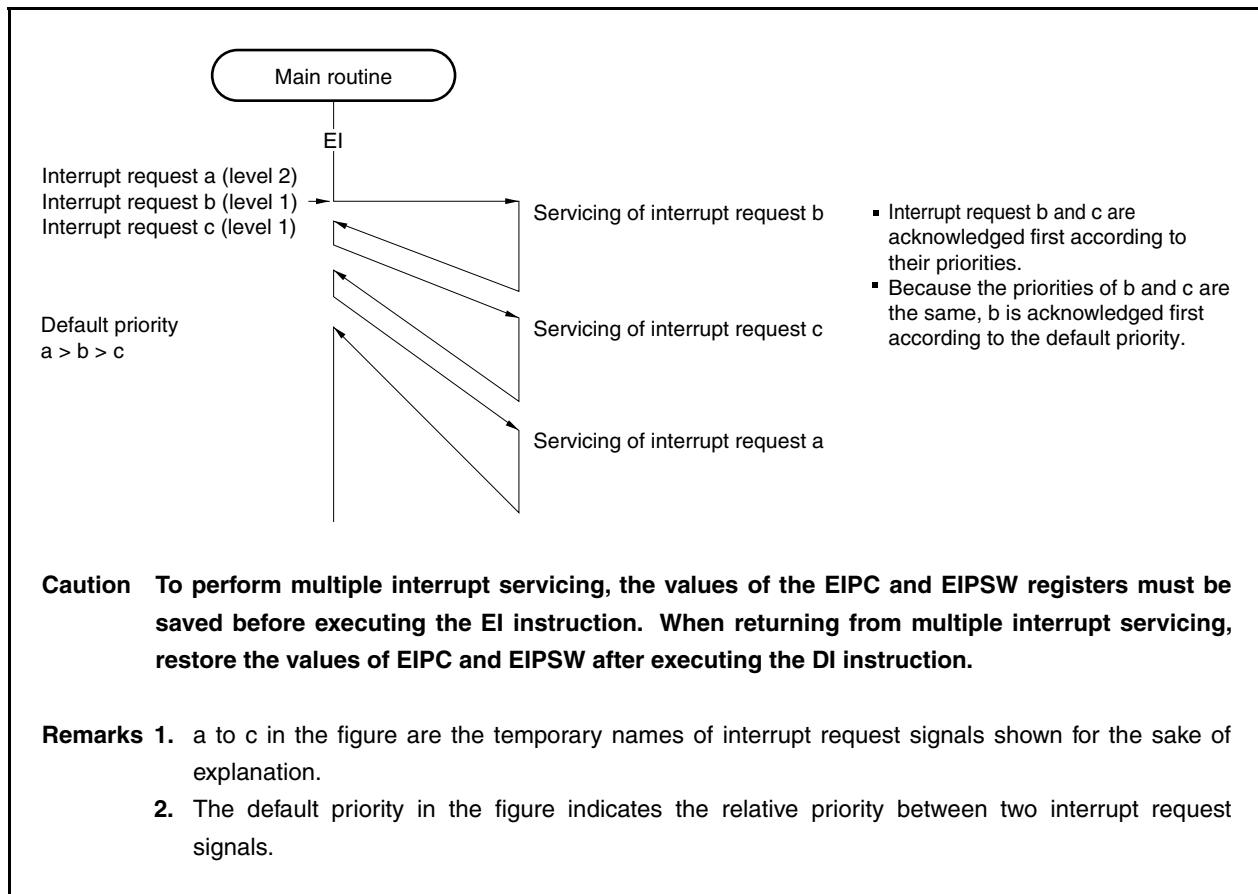 Main routine
EI
Interrupt request a (level 2)
Interrupt request b (level 1)
Interrupt request c (level 1)
Servicing of interrupt request b
▪ Interrupt request b and c are
acknowledged first according to
their priorities.
▪ Because the priorities of b and c are
the same, b is acknowledged first
according to the default priority.
Default priority
a > b > c
Servicing of interrupt request c
Servicing of interrupt request a
Caution To perform multiple interrupt servicing, the values of the EIPC and EIPSW registers must be
saved before executing the EI instruction. When returning from multiple interrupt servicing,
restore the values of EIPC and EIPSW after executing the DI instruction.
Remarks 1. a to c in the figure are the temporary names of interrupt request signals shown for the sake of
explanation.
2. The default priority in the figure indicates the relative priority between two interrupt request
signals.